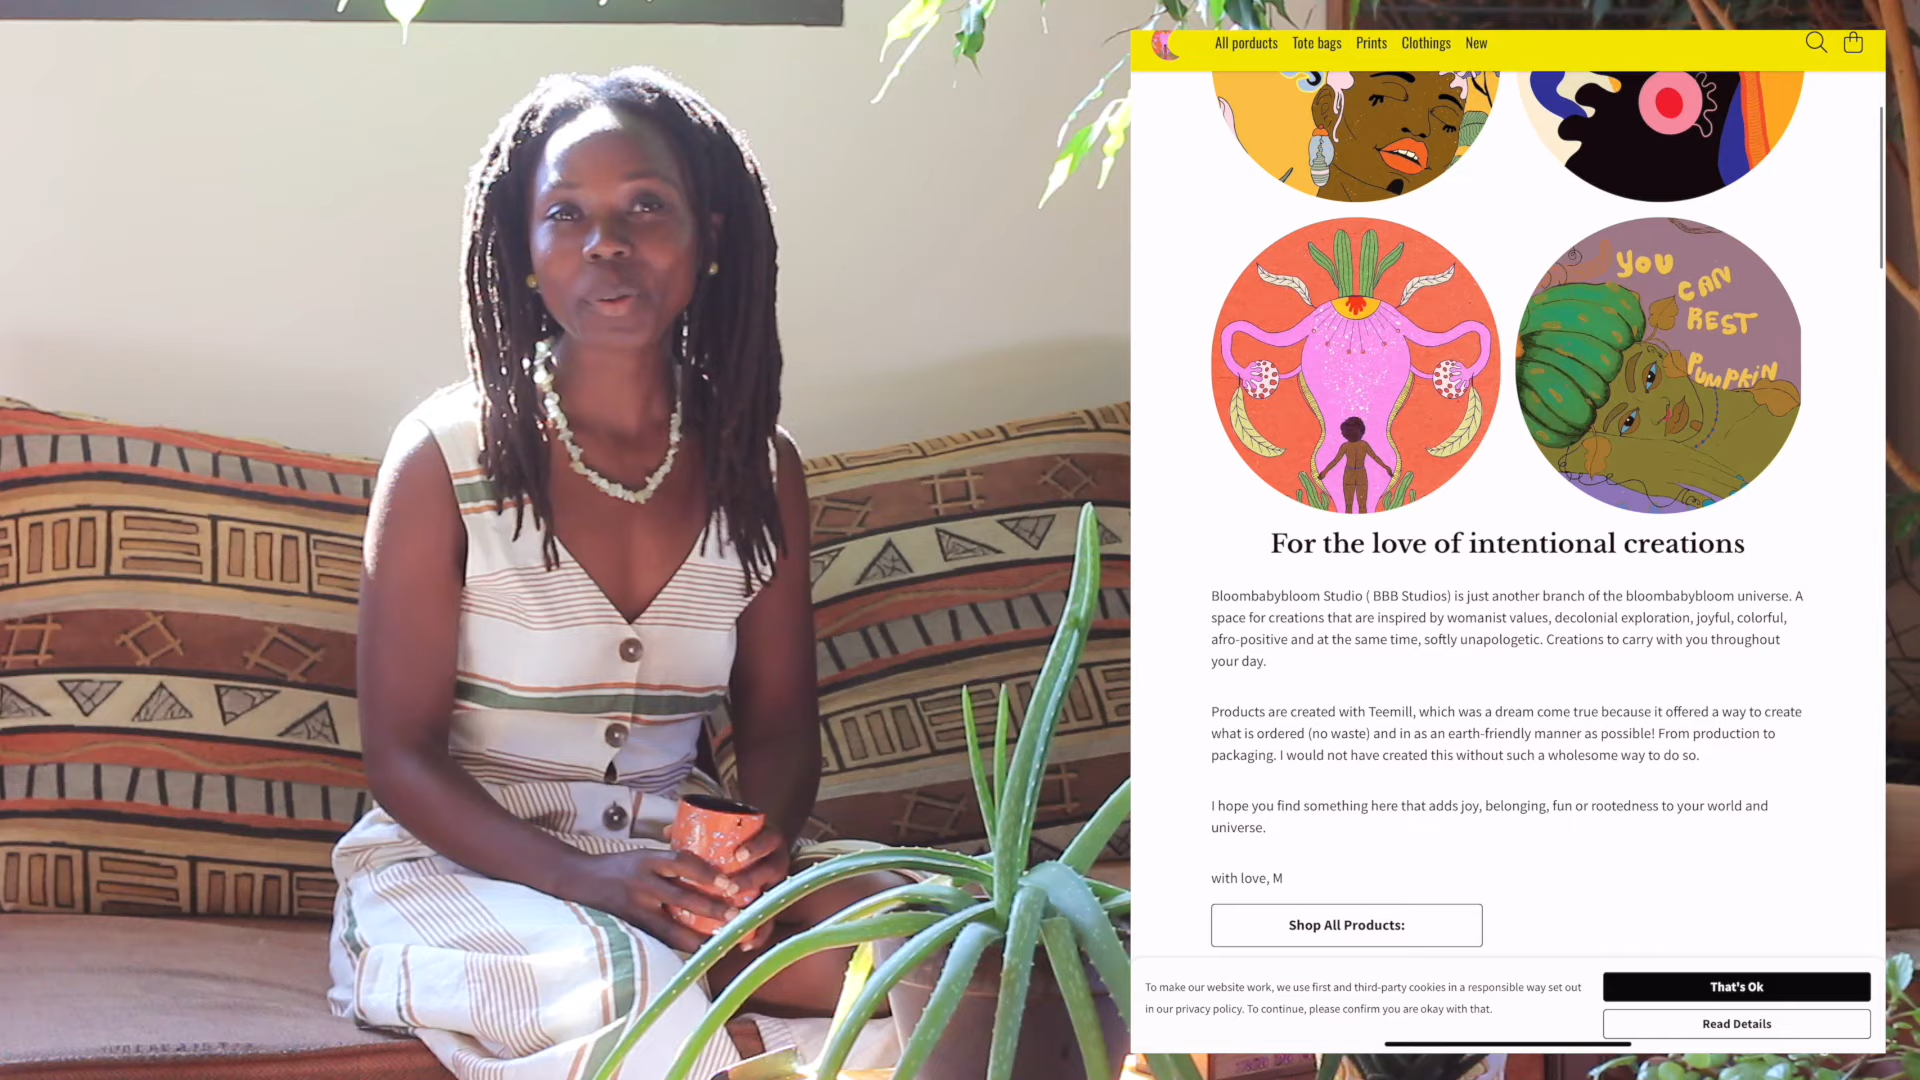 All porducts Tote bags Prints Clothings New
YOU
CAN
REST
PUMPKIN
For the love of intentional creations
Bloombabybloom Studio ( BBB Studios) is just another branch of the bloombabybloom universe. A
space for creations that are inspired by womanist values, decolonial exploration, joyful, colorful,
afro-positive and at the same time, softly unapologetic. Creations to carry with you throughout
your day.
Products are created with Teemill, which was a dream come true because it offered a way to create
what is ordered (no waste) and in as an earth-friendly manner as possible! From production to
packaging. I would not have created this without such a wholesome way to do so.
I hope you find something here that adds joy, belonging, fun or rootedness to your world and
universe.
with love, M
Shop All Products:
To make our website work, we use first and third-party cookies in a responsible way set out
in our privacy policy. To continue, please confirm you are okay with that.
That's Ok
Read Details